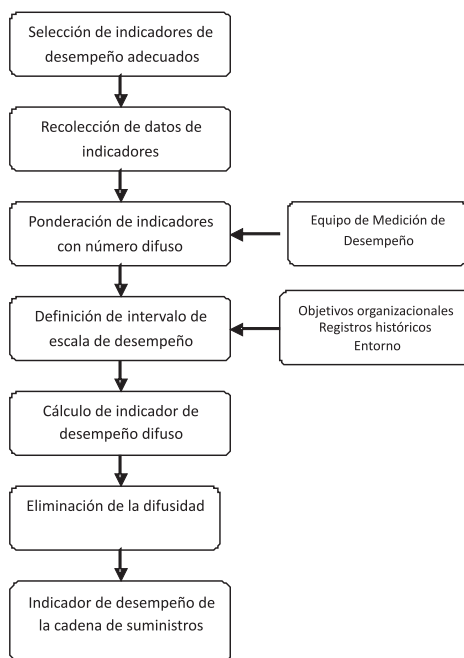 Selección de indicadores de
desempeño adecuados
Recolección de datos de
indicadores
Ponderación de indicadores
con número difuso
Equipo de Medición de
Desempeño
Definición de intervalo de
escala de desempeño
Objetivos organizacionales
Registros históricos
Entorno
Cálculo de indicador de
desempeño difuso
Eliminación de la difusidad
Indicador de desempeño de
la cadena de suministros